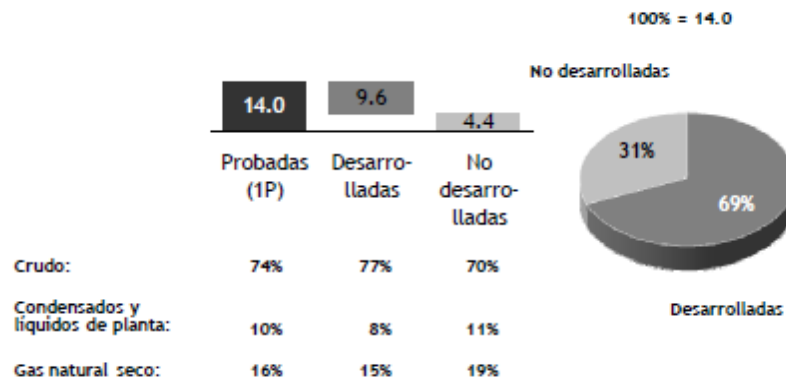 100% = 14.0
No desarrolladas
14.0 9.6 4.4
31%
69%
Probadas Desarro- No
(1P) lladas desarro-
lladas
Desarrolladas
Crudo: 74% 77% 70%
Condensados y
líquidos de planta: 10% 8% 11%
Gas natural seco: 16% 15% 19%